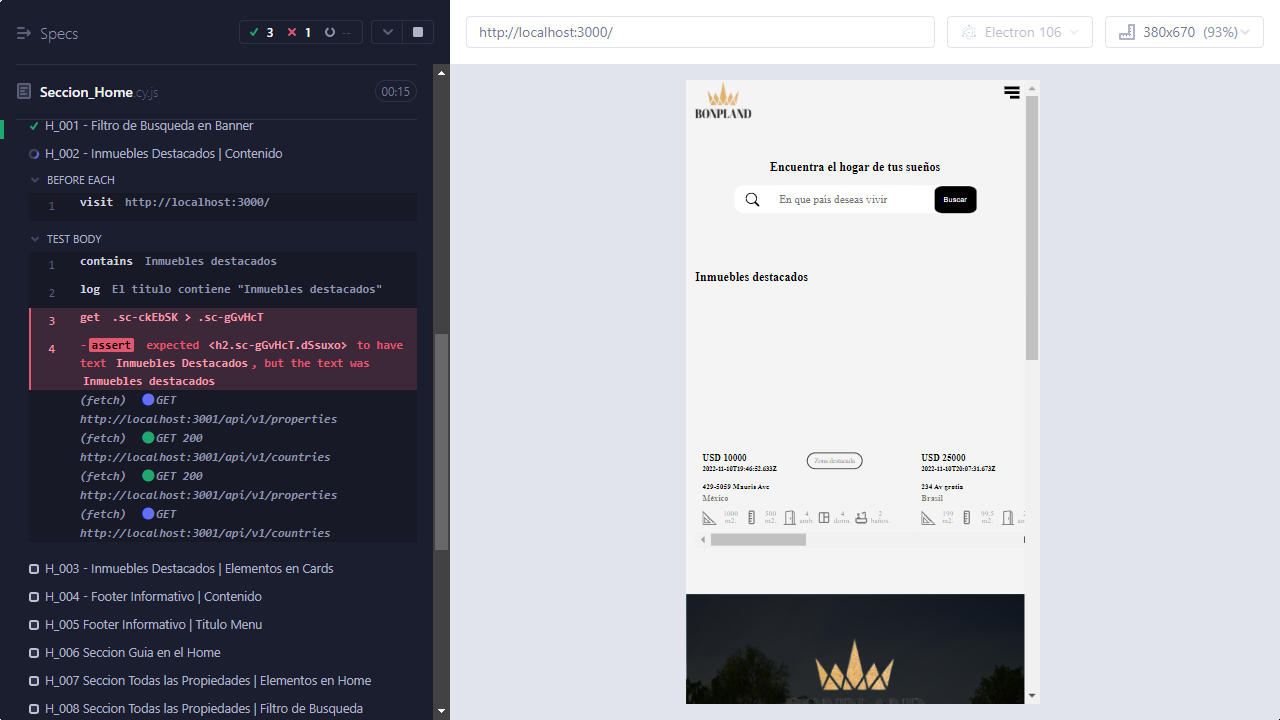 Specs
3
1
--
Seccion_Home.cy.js
00:15
H_001 - Filtro de Busqueda en Banner
H_002 - Inmuebles Destacados | Contenido
BEFORE EACH
1 visit http://localhost:3000/
TEST BODY
1 contains Inmuebles destacados
2 log El titulo contiene "Inmuebles destacados"
3 get .sc-ckEbSK > .sc-gGvHcT
4 -assert expected <h2.sc-gGvHcT.dSsuxo> to have
text Inmuebles Destacados, but the text was
Inmuebles destacados
(fetch) GET
http://localhost:3001/api/v1/properties
(fetch) GET 200
http://localhost:3001/api/v1/countries
(fetch) GET 200
http://localhost:3001/api/v1/properties
(fetch) GET
http://localhost:3001/api/v1/countries
H_003 - Inmuebles Destacados | Elementos en Cards
H_004 - Footer Informativo | Contenido
H_005 Footer Informativo | Titulo Menu
H_006 Seccion Guia en el Home
H_007 Seccion Todas las Propiedades | Elementos en Home
H_008 Seccion Todas las Propiedades | Filtro de Busqueda
http://localhost:3000/
Electron 106
380x670 (93%)
BONPLAND
Encuentra el hogar de tus sueños
En que país deseas vivir
Buscar
Inmuebles destacados
USD 10000
Zona destacada
2022-11-10T19:46:52.633Z
429-5059 Mauris Ave
México
1000 m2.
500 m2.
4 amb.
4 dorm.
2 baños.
USD 25000
2022-11-10T20:07:31.673Z
234 Av gratia
Brasil
199 m2.
99.5 m2.
BONPLAND